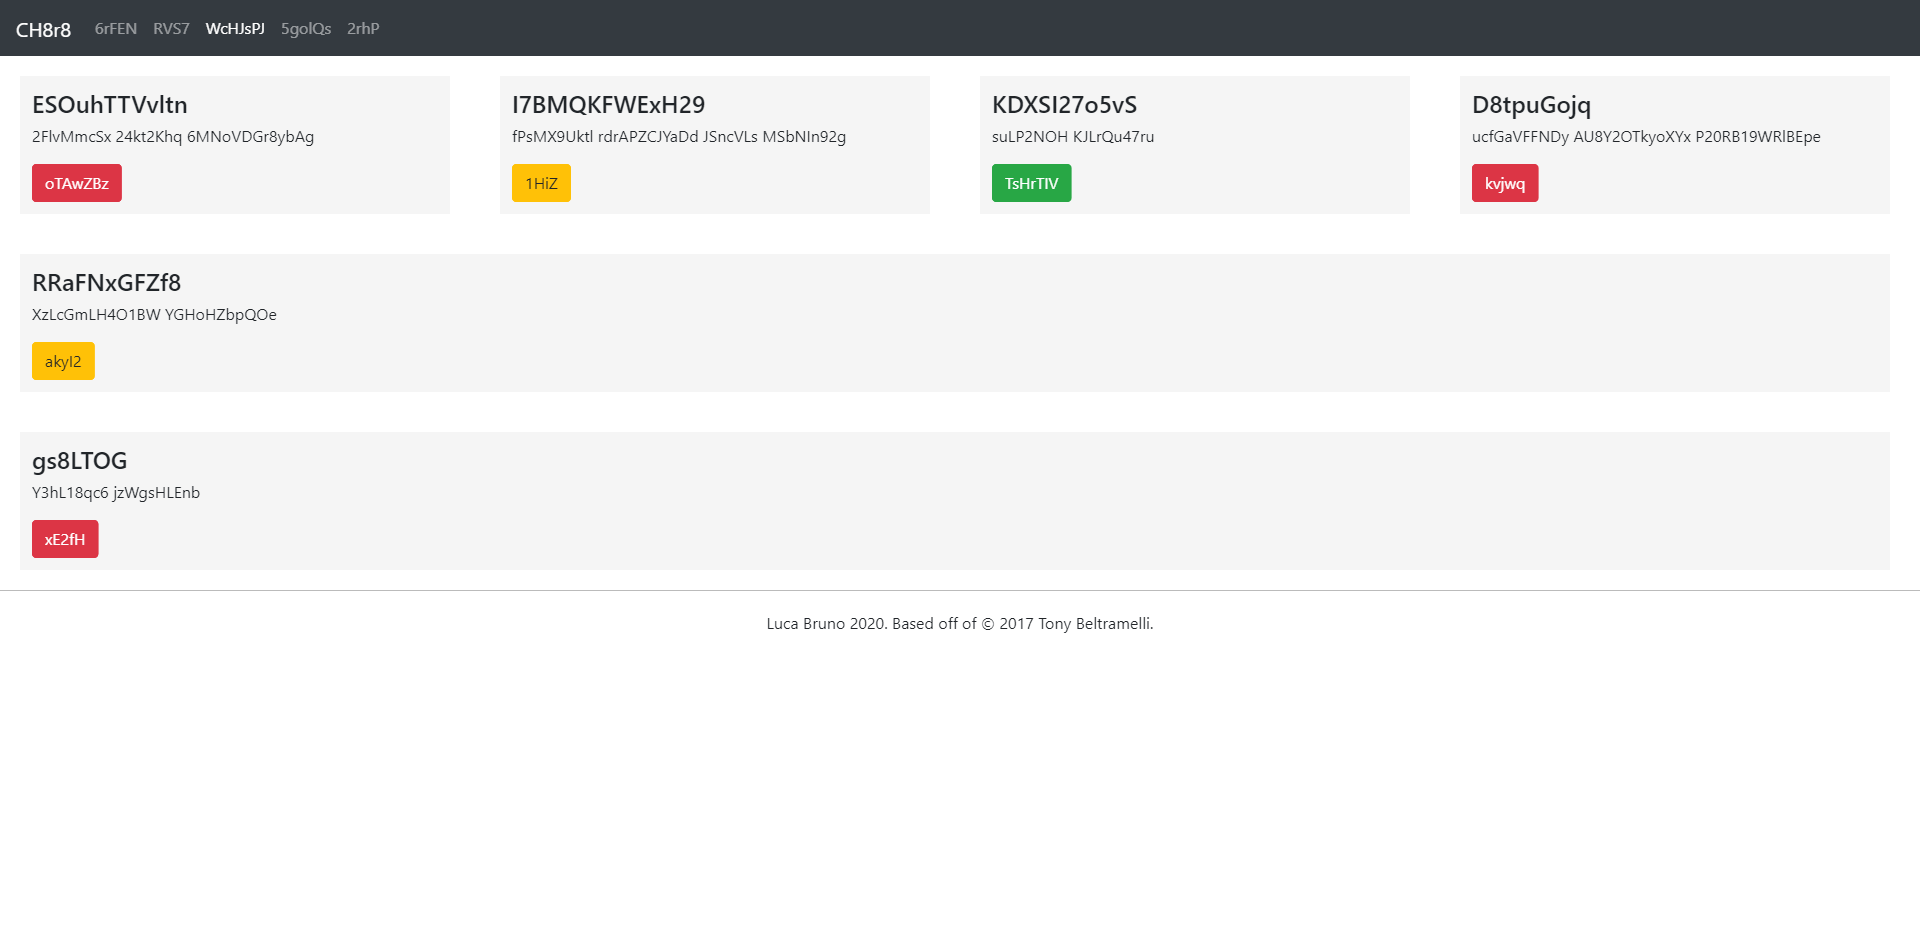 CH8r8 6rFEN RVS7 WcHJsPJ 5golQs 2rhP
ESOuhTTVvltn
2FlvMmcSx 24kt2Khq 6MNoVDGr8ybAg
oTAwZBz
I7BMQKFWExH29
fPsMX9Uktl rdrAPZCJYaDd JSncVLs MSbNIn92g
1HiZ
KDXSI27o5vS
suLP2NOH KJLrQu47ru
TsHrTIV
D8tpuGojq
ucfGaVFFNDy AU8Y2OTkyoXYx P20RB19WRlBEpe
kvjwq
RRaFNxGFZf8
XzLcGmLH4O1BW YGHoHZbpQOe
akyI2
gs8LTOG
Y3hL18qc6 jzWgsHLEnb
xE2fH
Luca Bruno 2020. Based off of © 2017 Tony Beltramelli.